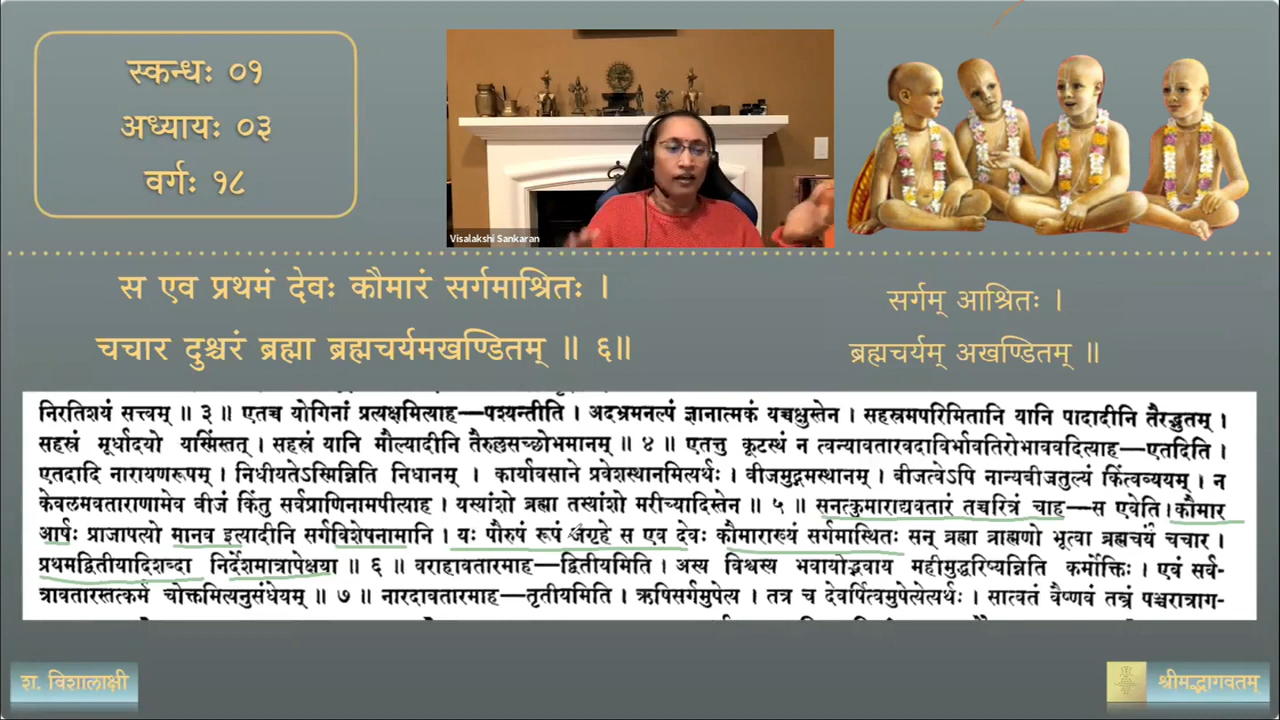 स्कन्धः ०१
अध्यायः ०३
वर्गः १८
Visalakshi Sankaran
स एव प्रथमं देवः कौमारं सर्गमाश्रितः ।
चचार दुश्चरं ब्रह्मा ब्रह्मचर्यमखण्डितम् ॥ ६॥
सर्गम् आश्रितः ।
ब्रह्मचर्यम् अखण्डितम् ॥
निरतिशयं सत्त्वम् ॥ ३ ॥ एतच्च योगिनां प्रत्यक्षमित्याह—पश्यन्तीति । अदभ्रमनल्पं ज्ञानात्मकं यच्चक्षुस्तेन । सहस्रमपरिमितानि यानि पादादीनि तैरद्भुतम् ।
सहस्रं मूर्धादयो यस्मिंस्तत् । सहस्रं यानि मौल्यादीनि तैरुल्लसच्छोभमानम् ॥ ४ ॥ एतत्तु कूटस्थं न त्वन्यावतारवदाविर्भावतिरोभाववदित्याह—एतदिति ।
एतदादि नारायणरूपम् । निधीयतेऽस्मिन्निति निधानम् । कार्यावसाने प्रवेशस्थानमित्यर्थः । बीजमुद्गमस्थानम् । बीजत्वेऽपि नान्यबीजतुल्यं किंत्वव्ययम् । न
केवलमवताराणामेव बीजं किंतु सर्वप्राणिनामपीत्याह । यस्यांशो ब्रह्मा तस्यांशो मरीच्यादिस्तेन ॥ ५ ॥ सनत्कुमाराद्यवतारं तच्चरित्रं चाह—स एवेति । कौमार
आर्षः प्राजापत्यो मानव इत्यादीनि सर्गविशेषनामानि । यः पौरुषं रूपं जगृहे स एव देवः कौमाराख्यं सर्गमास्थितः सन् ब्रह्मा ब्राह्मणो भूत्वा ब्रह्मचर्यं चचार ।
प्रथमद्वितीयादिशब्दा निर्देशमात्रापेक्षया ॥ ६ ॥ वराहावतारमाह—द्वितीयमिति । अस्य विश्वस्य भवायोद्भवाय महीमुद्धरिष्यन्निति कर्मोक्तिः । एवं सर्व-
त्रावतारस्तत्कर्म चोक्तमित्यनुसंधेयम् ॥ ७ ॥ नारदावतारमाह—तृतीयमिति । ऋषिसर्गमुपेत्य । तत्र च देवर्षित्वमुपेत्येत्यर्थः । सात्वतं वैष्णवं तन्त्रं पञ्चरात्राग-
श. विशालाक्षी
श्रीमद्भागवतम्